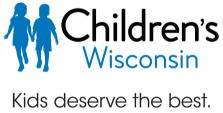 Children's
Wisconsin
Kids deserve the best.